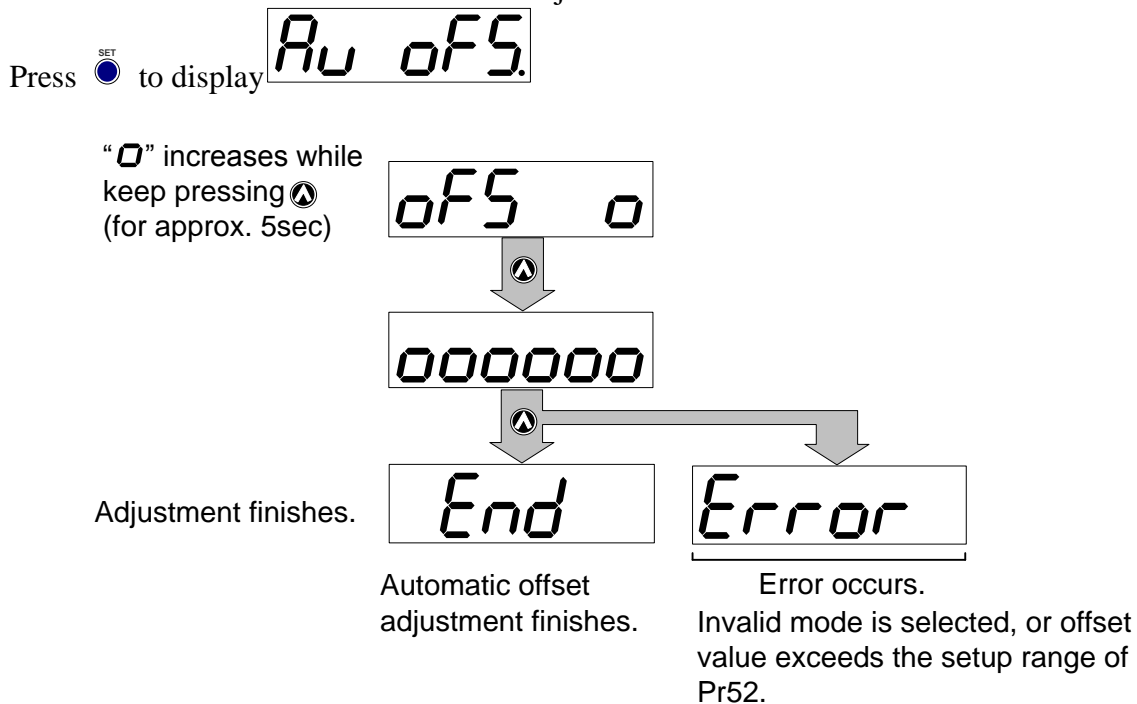 SET
Press to display Au oFS.
"o" increases while
keep pressing
(for approx. 5sec)
oFS o
oooooo
Adjustment finishes.
End
Error
Automatic offset
adjustment finishes.
Error occurs.
Invalid mode is selected, or offset
value exceeds the setup range of
Pr52.